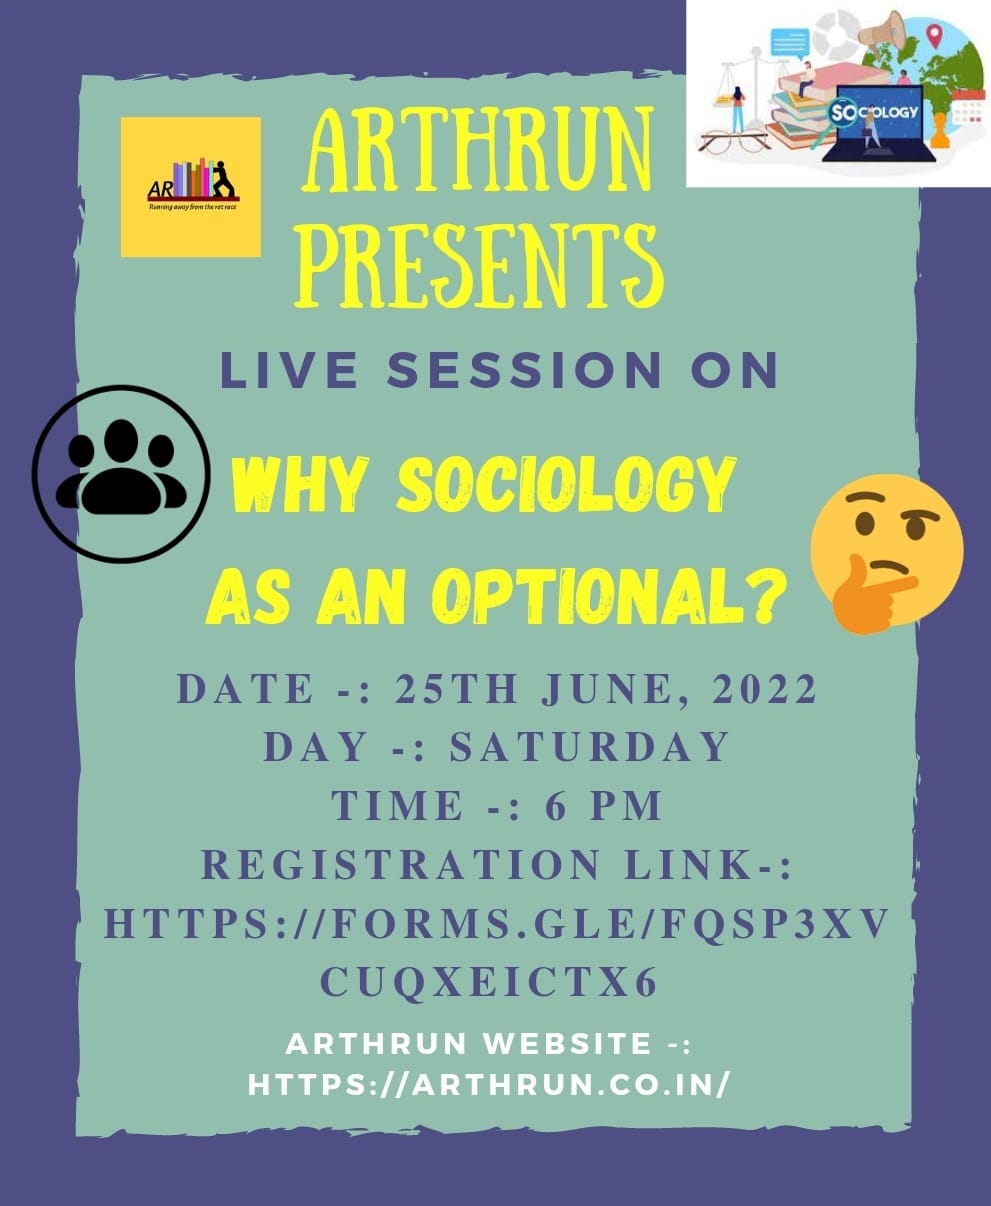 ARTHRUN
PRESENTS
SOCIOLOGY
AR
Running away from the rat race
LIVE SESSION ON
WHY SOCIOLOGY
AS AN OPTIONAL?
DATE -: 25TH JUNE, 2022
DAY -: SATURDAY
TIME -: 6 PM
REGISTRATION LINK-:
HTTPS://FORMS.GLE/FQSP3XV
CUQXEICTX6
ARTHRUN WEBSITE -:
HTTPS://ARTHRUN.CO.IN/